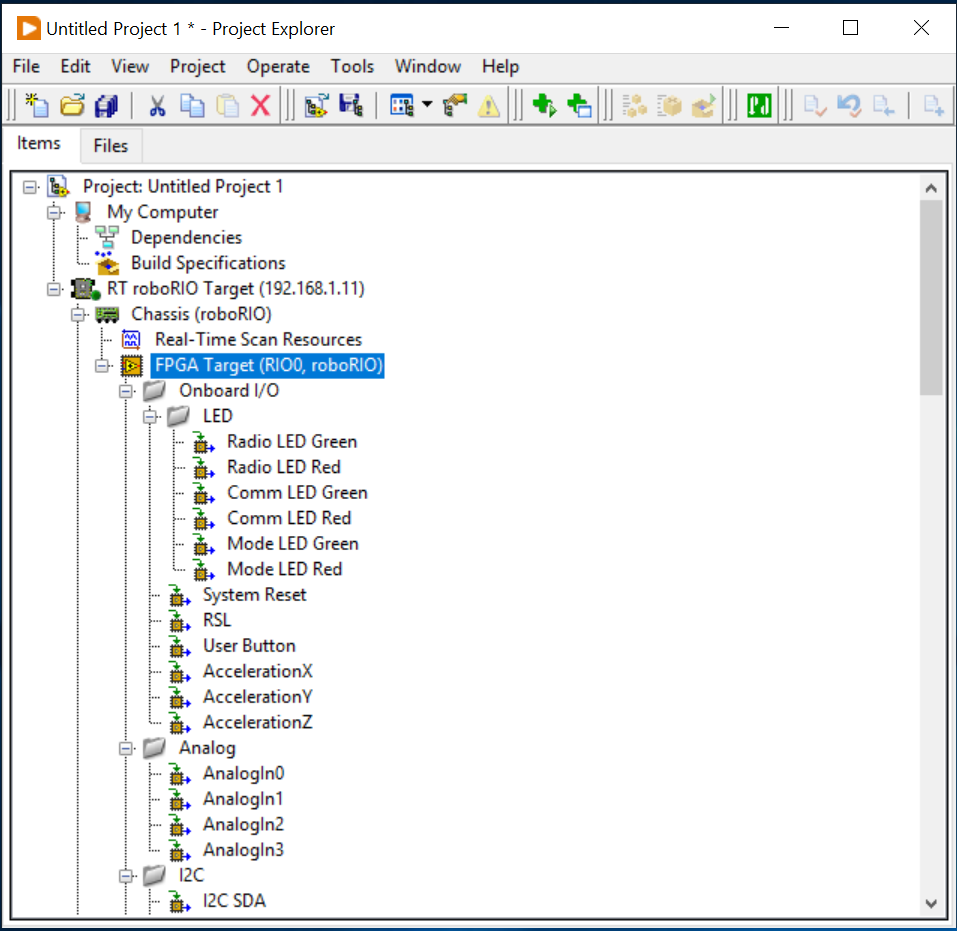 Untitled Project 1 * - Project Explorer
File Edit View Project Operate Tools Window Help
Items Files
Project: Untitled Project 1
My Computer
Dependencies
Build Specifications
RT roboRIO Target (192.168.1.11)
Chassis (roboRIO)
Real-Time Scan Resources
FPGA Target (RIO0, roboRIO)
Onboard I/O
LED
Radio LED Green
Radio LED Red
Comm LED Green
Comm LED Red
Mode LED Green
Mode LED Red
System Reset
RSL
User Button
AccelerationX
AccelerationY
AccelerationZ
Analog
AnalogIn0
AnalogIn1
AnalogIn2
AnalogIn3
I2C
I2C SDA